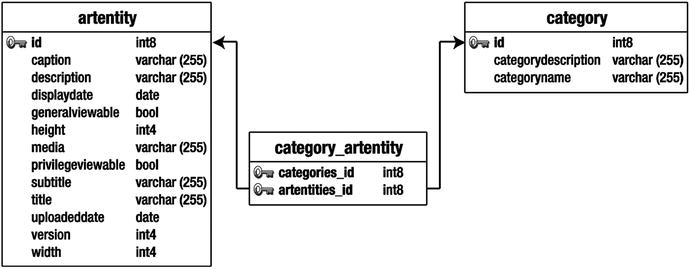 artentity
id int8
caption varchar (255)
description varchar (255)
displaydate date
generalviewable bool
height int4
media varchar (255)
privilegeviewable bool
subtitle varchar (255)
title varchar (255)
uploadeddate date
version int4
width int4
category_artentity
categories_id int8
artentities_id int8
category
id int8
categorydescription varchar (255)
categoryname varchar (255)